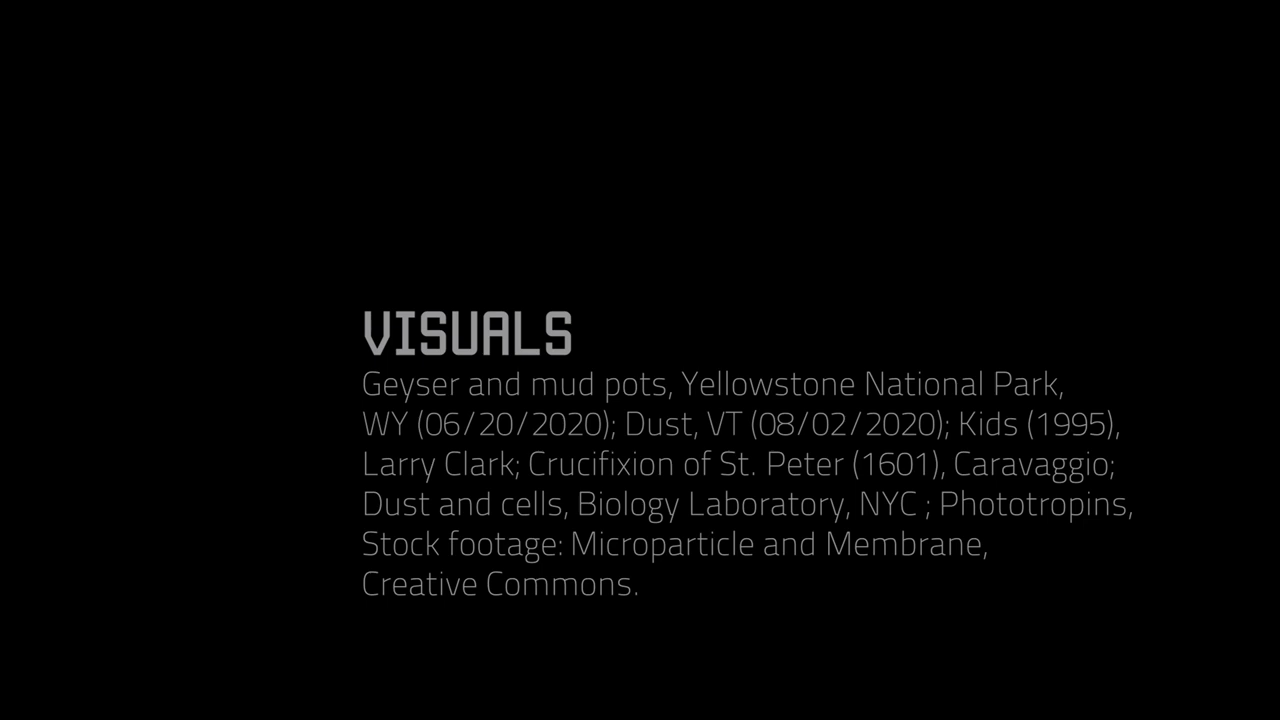 VISUALS
Geyser and mud pots, Yellowstone National Park,
WY (06/20/2020); Dust, VT (08/02/2020); Kids (1995),
Larry Clark; Crucifixion of St. Peter (1601), Caravaggio;
Dust and cells, Biology Laboratory, NYC ; Phototropins,
Stock footage: Microparticle and Membrane,
Creative Commons.